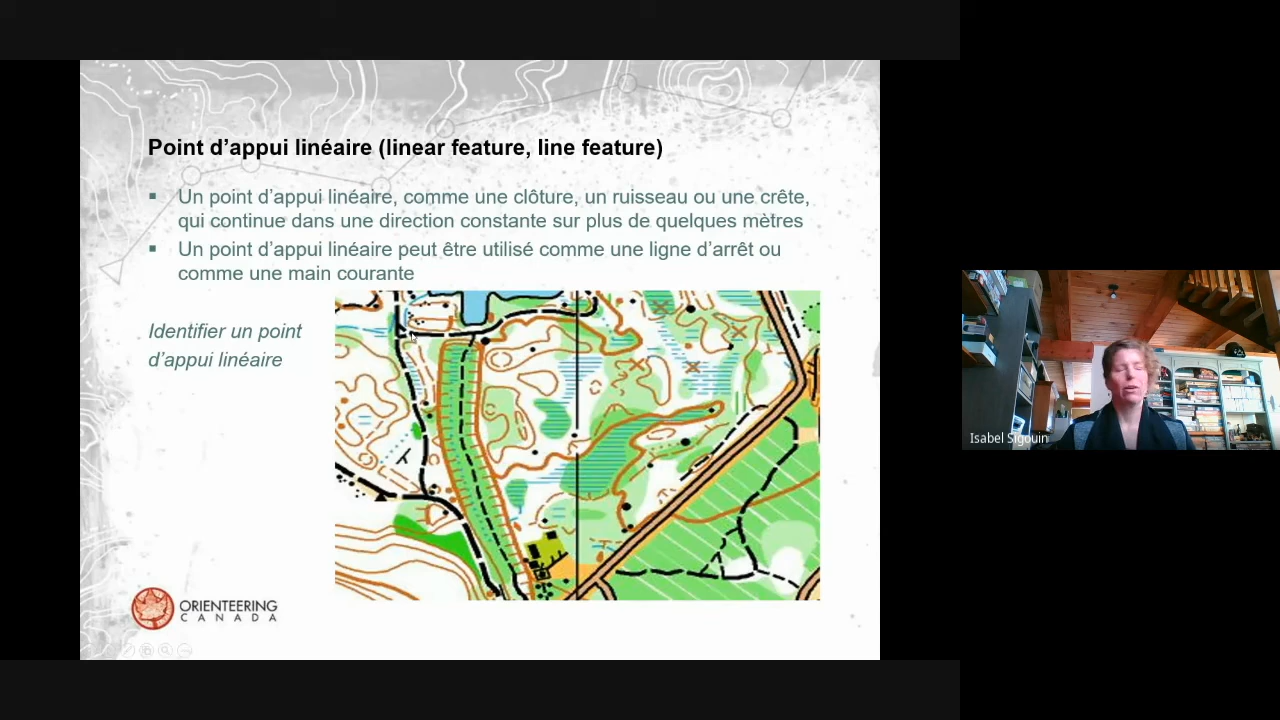 Point d’appui linéaire (linear feature, line feature)
▪ Un point d’appui linéaire, comme une clôture, un ruisseau ou une crête,
qui continue dans une direction constante sur plus de quelques mètres
▪ Un point d’appui linéaire peut être utilisé comme une ligne d’arrêt ou
comme une main courante
Identifier un point
d’appui linéaire
ORIENTEERING
CANADA
Isabel Sigouin